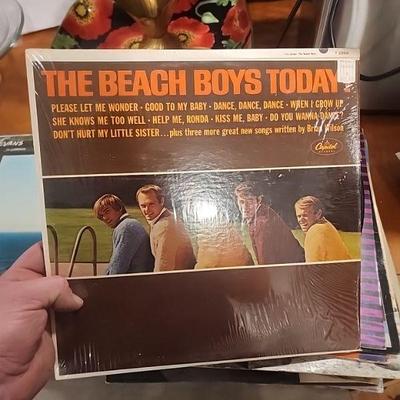 THE BEACH BOYS TODAY
PLEASE LET ME WONDER · GOOD TO MY BABY · DANCE, DANCE, DANCE · WHEN I GROW UP
SHE KNOWS ME TOO WELL · HELP ME, RONDA · KISS ME, BABY · DO YOU WANNA DANCE
DON'T HURT MY LITTLE SISTER...plus three more great new songs written by Brian Wilson
Capitol
EVANS